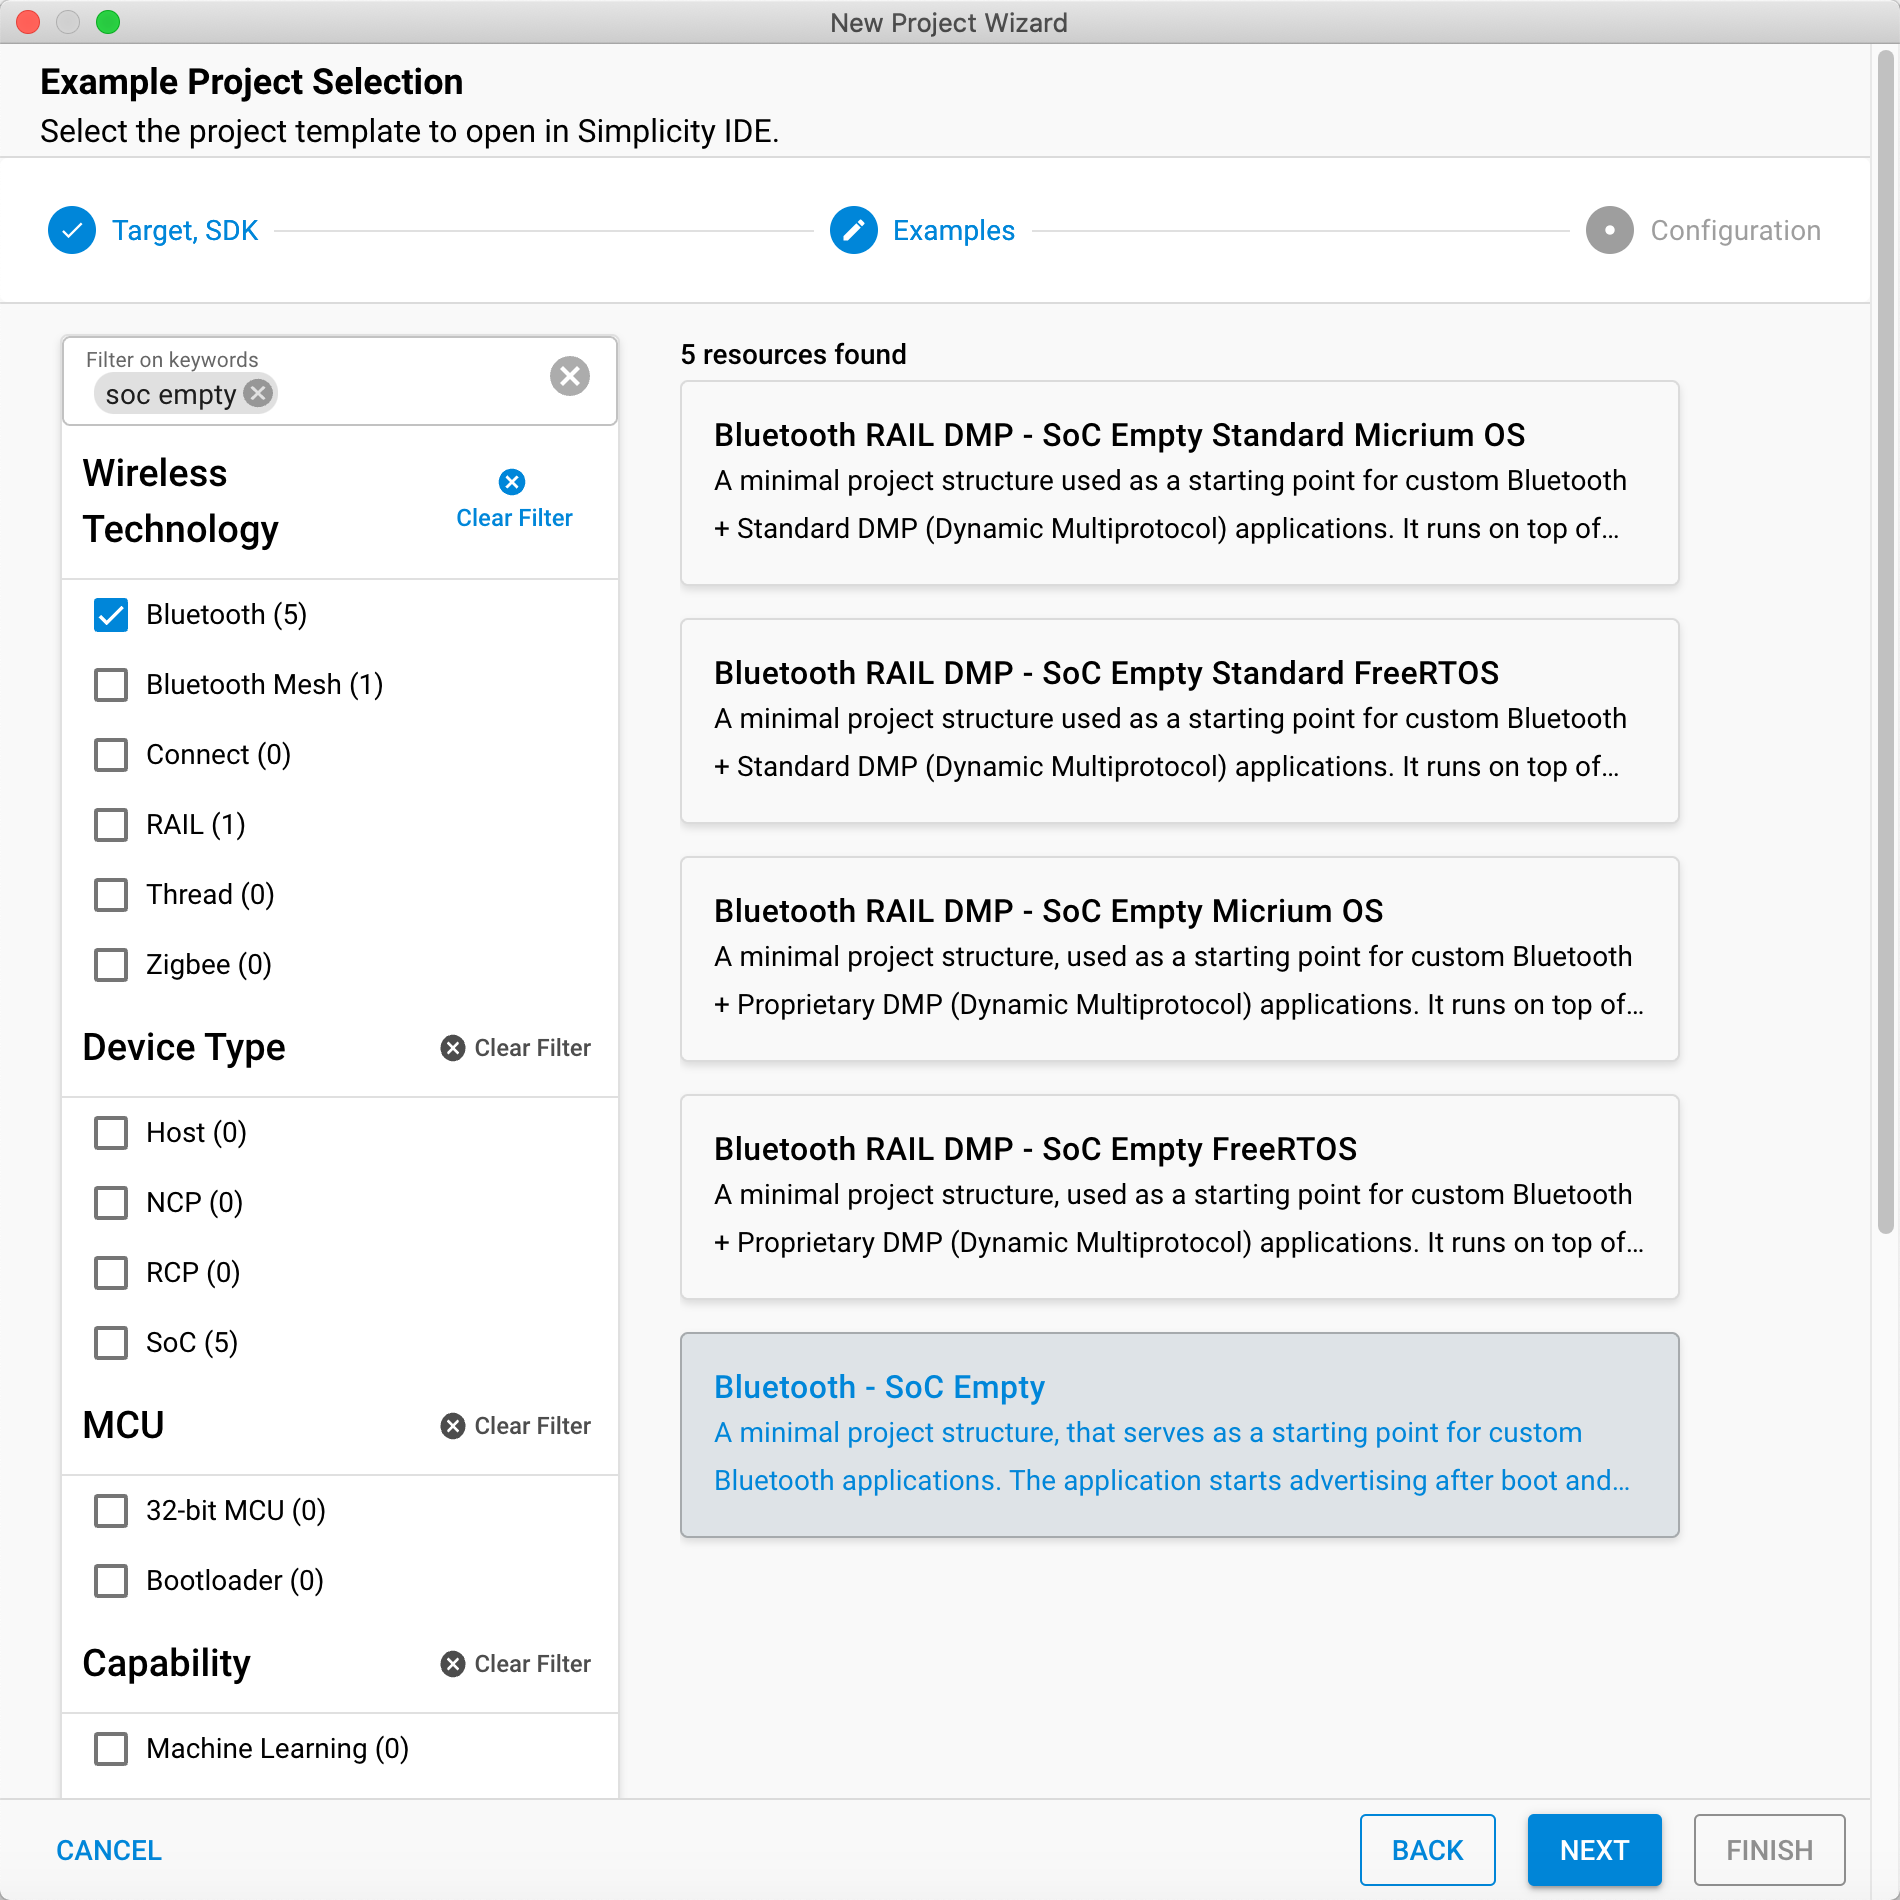 New Project Wizard
Example Project Selection
Select the project template to open in Simplicity IDE.
Target, SDK
Examples
Configuration
Filter on keywords
soc empty
Wireless
Technology
Clear Filter
Bluetooth (5)
Bluetooth Mesh (1)
Connect (0)
RAIL (1)
Thread (0)
Zigbee (0)
Device Type
Clear Filter
Host (0)
NCP (0)
RCP (0)
SoC (5)
MCU
Clear Filter
32-bit MCU (0)
Bootloader (0)
Capability
Clear Filter
Machine Learning (0)
5 resources found
Bluetooth RAIL DMP - SoC Empty Standard Micrium OS
A minimal project structure used as a starting point for custom Bluetooth
+ Standard DMP (Dynamic Multiprotocol) applications. It runs on top of...
Bluetooth RAIL DMP - SoC Empty Standard FreeRTOS
A minimal project structure used as a starting point for custom Bluetooth
+ Standard DMP (Dynamic Multiprotocol) applications. It runs on top of...
Bluetooth RAIL DMP - SoC Empty Micrium OS
A minimal project structure, used as a starting point for custom Bluetooth
+ Proprietary DMP (Dynamic Multiprotocol) applications. It runs on top of...
Bluetooth RAIL DMP - SoC Empty FreeRTOS
A minimal project structure, used as a starting point for custom Bluetooth
+ Proprietary DMP (Dynamic Multiprotocol) applications. It runs on top of...
Bluetooth - SoC Empty
A minimal project structure, that serves as a starting point for custom
Bluetooth applications. The application starts advertising after boot and...
CANCEL
BACK
NEXT
FINISH